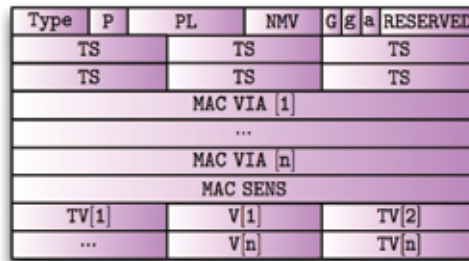 Type P PL NMV G g a RESERVED
TS TS TS
TS TS TS
MAC VIA [1]
...
MAC VIA [n]
MAC SENS
TV[1] V[1] TV[2]
... V[n] TV[n]